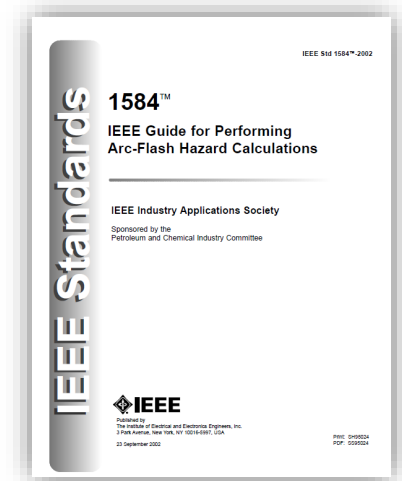 IEEE Std 1584™-2002
IEEE Standards
1584™
IEEE Guide for Performing
Arc-Flash Hazard Calculations
IEEE Industry Applications Society
Sponsored by the
Petroleum and Chemical Industry Committee
IEEE
Published by
The Institute of Electrical and Electronics Engineers, Inc.
3 Park Avenue, New York, NY 10016-5997, USA
23 September 2002
Print: SH95024
PDF: SS95024